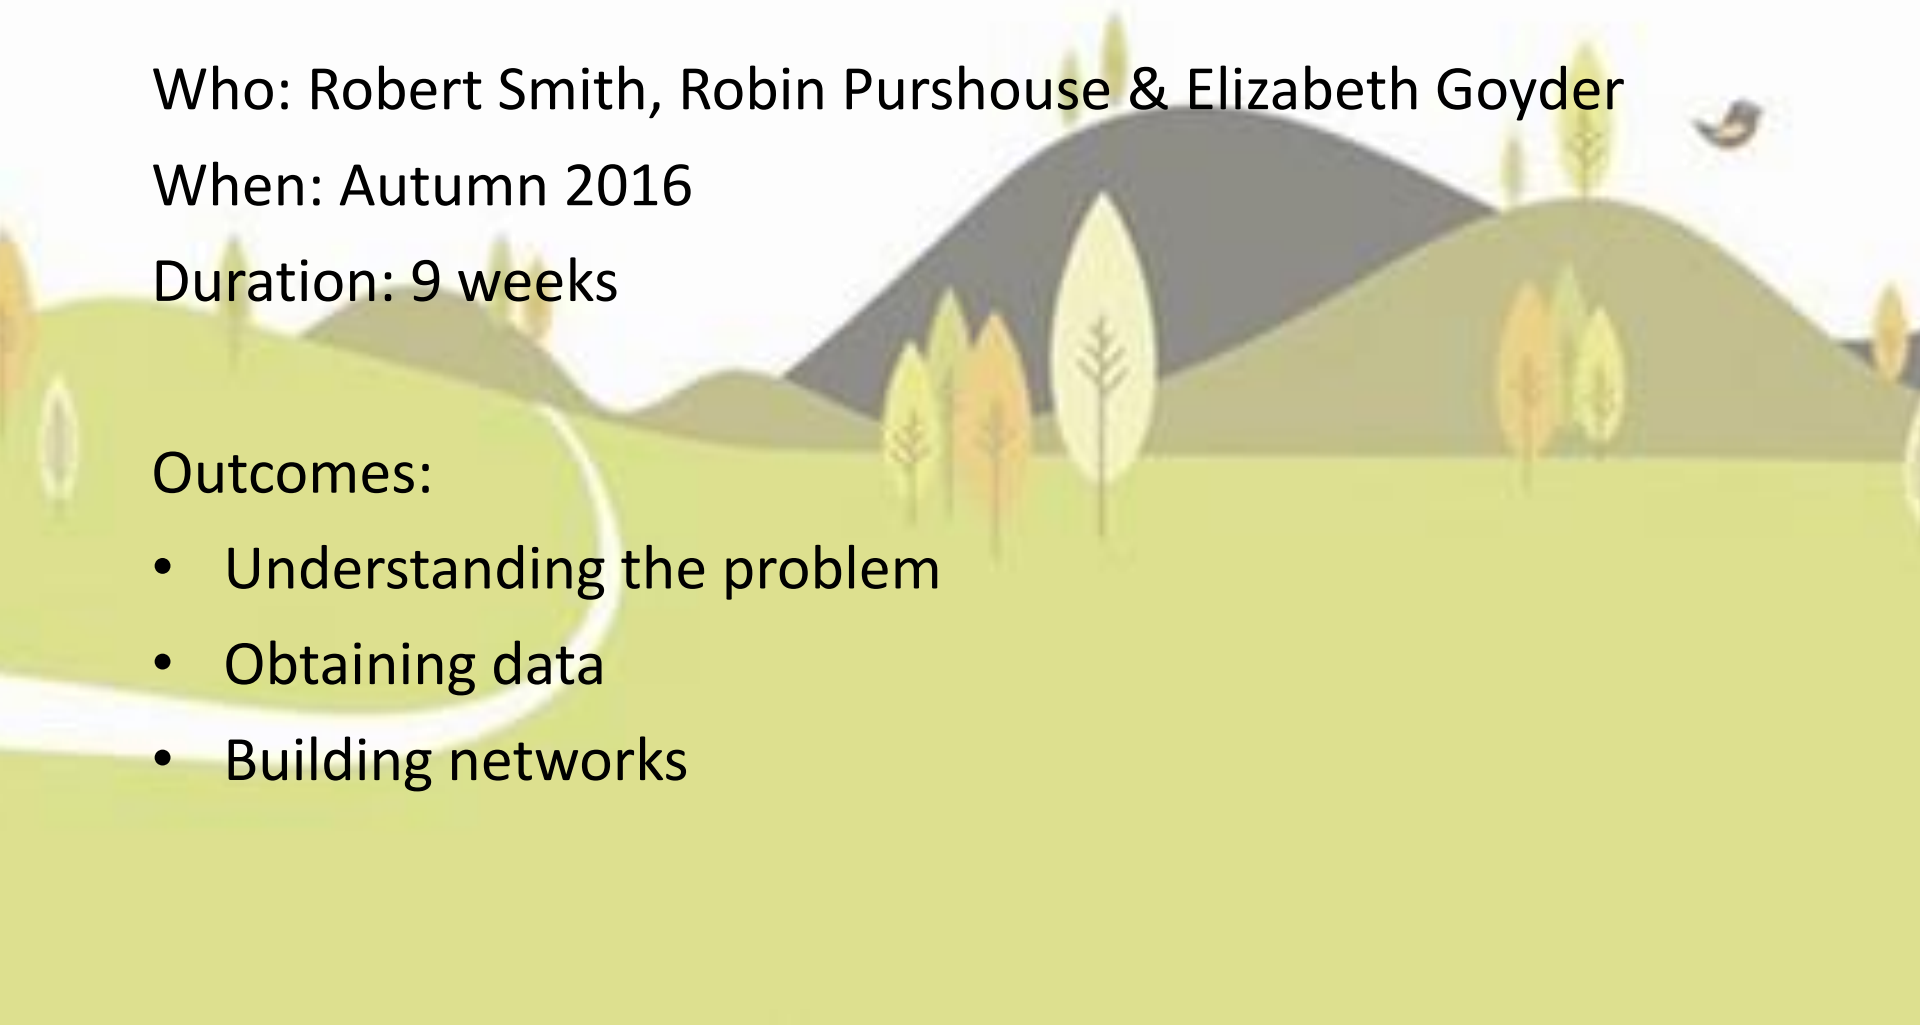 Who: Robert Smith, Robin Purshouse & Elizabeth Goyder
When: Autumn 2016
Duration: 9 weeks
Outcomes:
• Understanding the problem
• Obtaining data
• Building networks